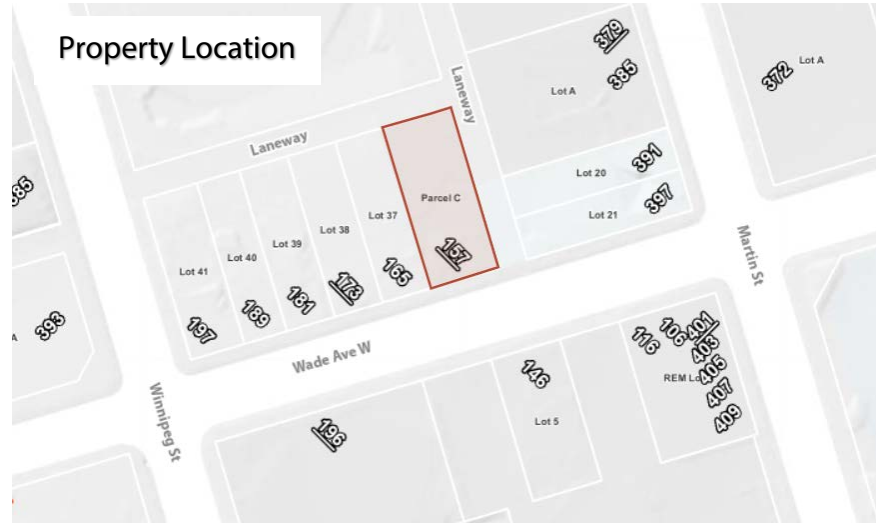 Property Location
Laneway
Laneway
379
385
Lot A
372
Lot A
385
Lot 20
391
Lot 21
397
Parcel C
157
Lot 37
165
Lot 38
173
Lot 39
181
Lot 40
189
Lot 41
197
A
393
Martin St
Wade Ave W
Winnipeg St
196
146
Lot 5
116
106
401
403
REM Lo
405
407
409